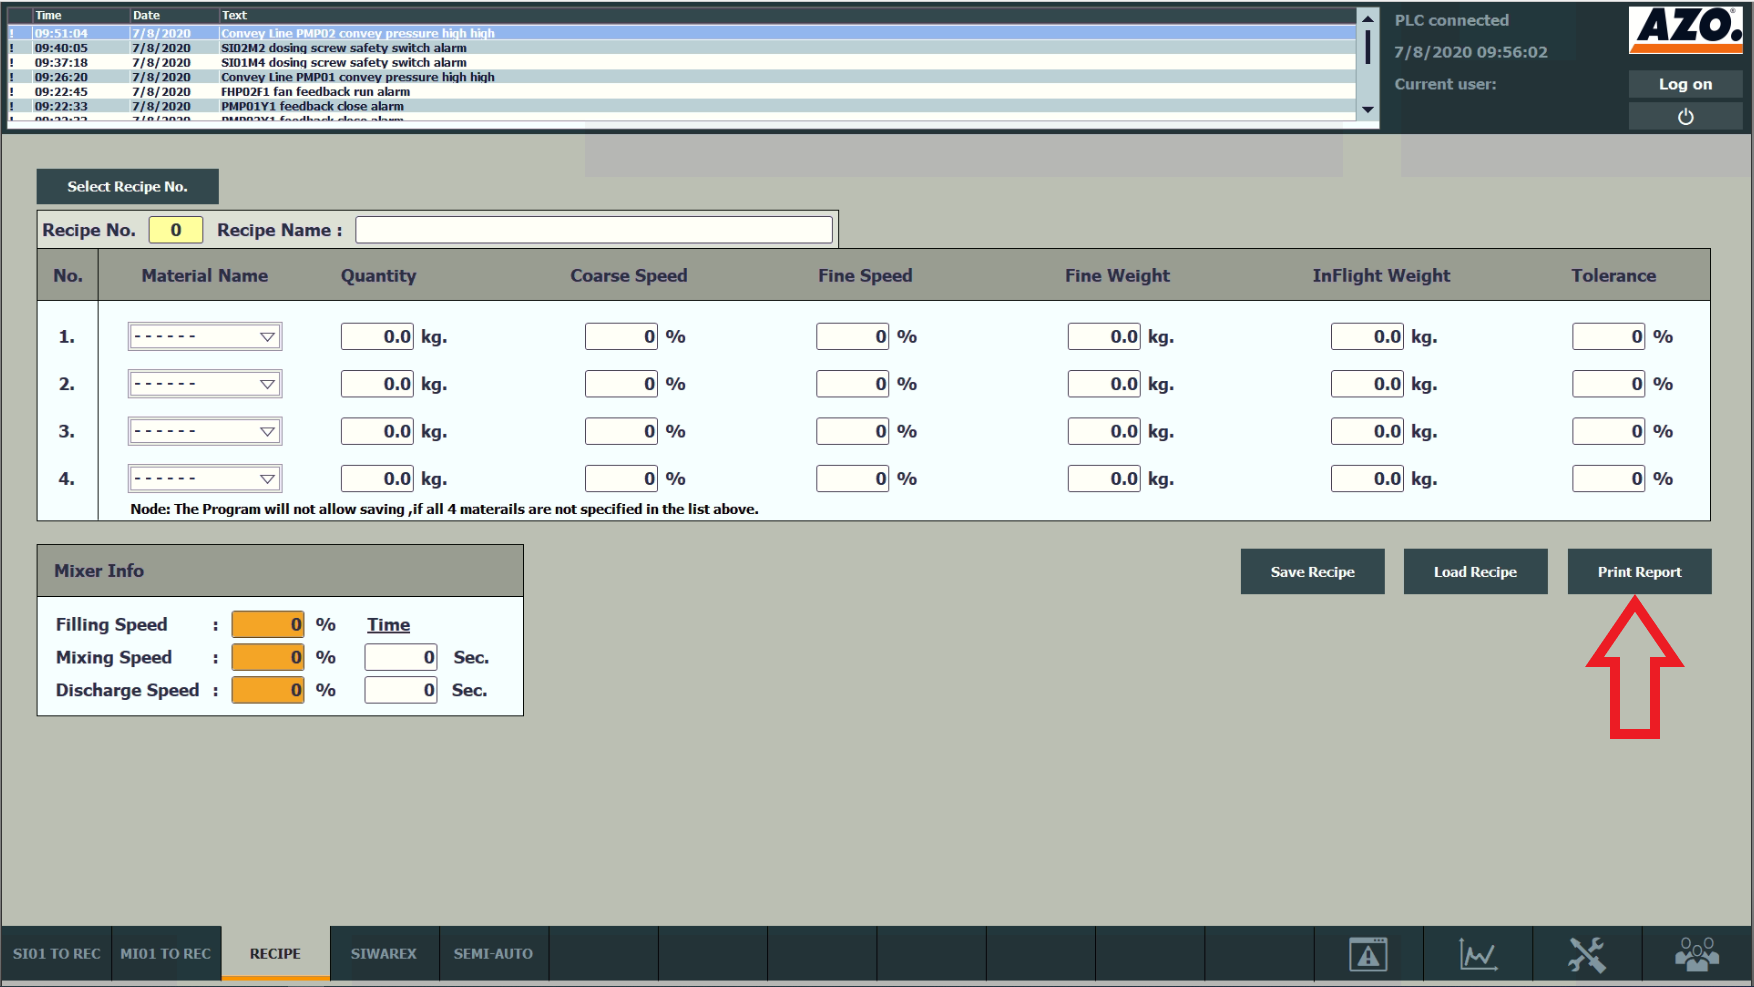 Time Date Text
! 09:51:04 7/8/2020 Convey Line PMP02 convey pressure high high
! 09:40:05 7/8/2020 SI02M2 dosing screw safety switch alarm
! 09:37:18 7/8/2020 SI01M4 dosing screw safety switch alarm
! 09:26:20 7/8/2020 Convey Line PMP01 convey pressure high high
! 09:22:45 7/8/2020 FHP02F1 fan feedback run alarm
! 09:22:33 7/8/2020 PMP01Y1 feedback close alarm
PLC connected
7/8/2020 09:56:02
Current user:
AZO.®
Log on
Select Recipe No.
Recipe No. 0 Recipe Name :
No. Material Name Quantity Coarse Speed Fine Speed Fine Weight InFlight Weight Tolerance
1. ------ 0.0 kg. 0 % 0 % 0.0 kg. 0.0 kg. 0 %
2. ------ 0.0 kg. 0 % 0 % 0.0 kg. 0.0 kg. 0 %
3. ------ 0.0 kg. 0 % 0 % 0.0 kg. 0.0 kg. 0 %
4. ------ 0.0 kg. 0 % 0 % 0.0 kg. 0.0 kg. 0 %
Node: The Program will not allow saving ,if all 4 materails are not specified in the list above.
Mixer Info
Save Recipe Load Recipe Print Report
Filling Speed : 0 % Time
Mixing Speed : 0 % 0 Sec.
Discharge Speed : 0 % 0 Sec.
SI01 TO REC MI01 TO REC RECIPE SIWAREX SEMI-AUTO